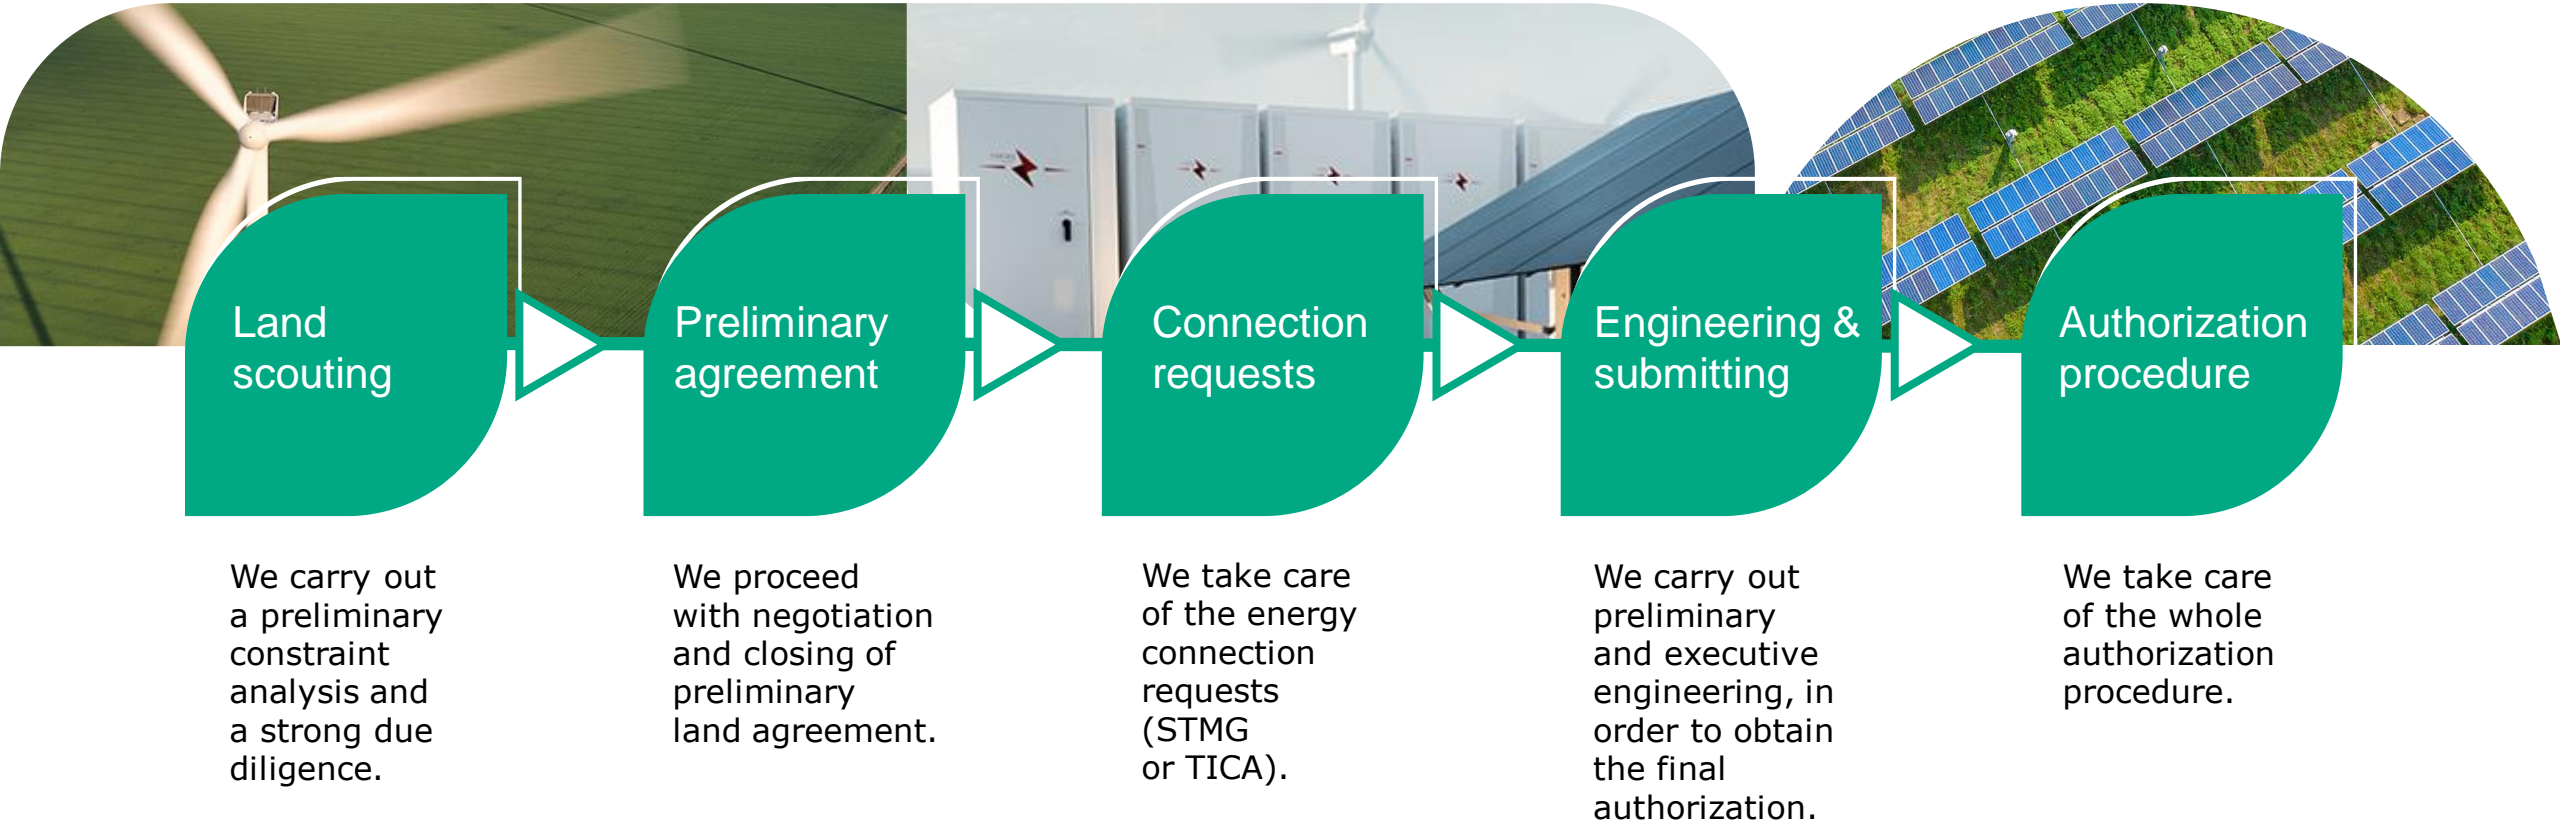 Land
scouting
Preliminary
agreement
Connection
requests
Engineering &
submitting
Authorization
procedure
We carry out
a preliminary
constraint
analysis and
a strong due
diligence.
We proceed
with negotiation
and closing of
preliminary
land agreement.
We take care
of the energy
connection
requests
(STMG
or TICA).
We carry out
preliminary
and executive
engineering, in
order to obtain
the final
authorization.
We take care
of the whole
authorization
procedure.